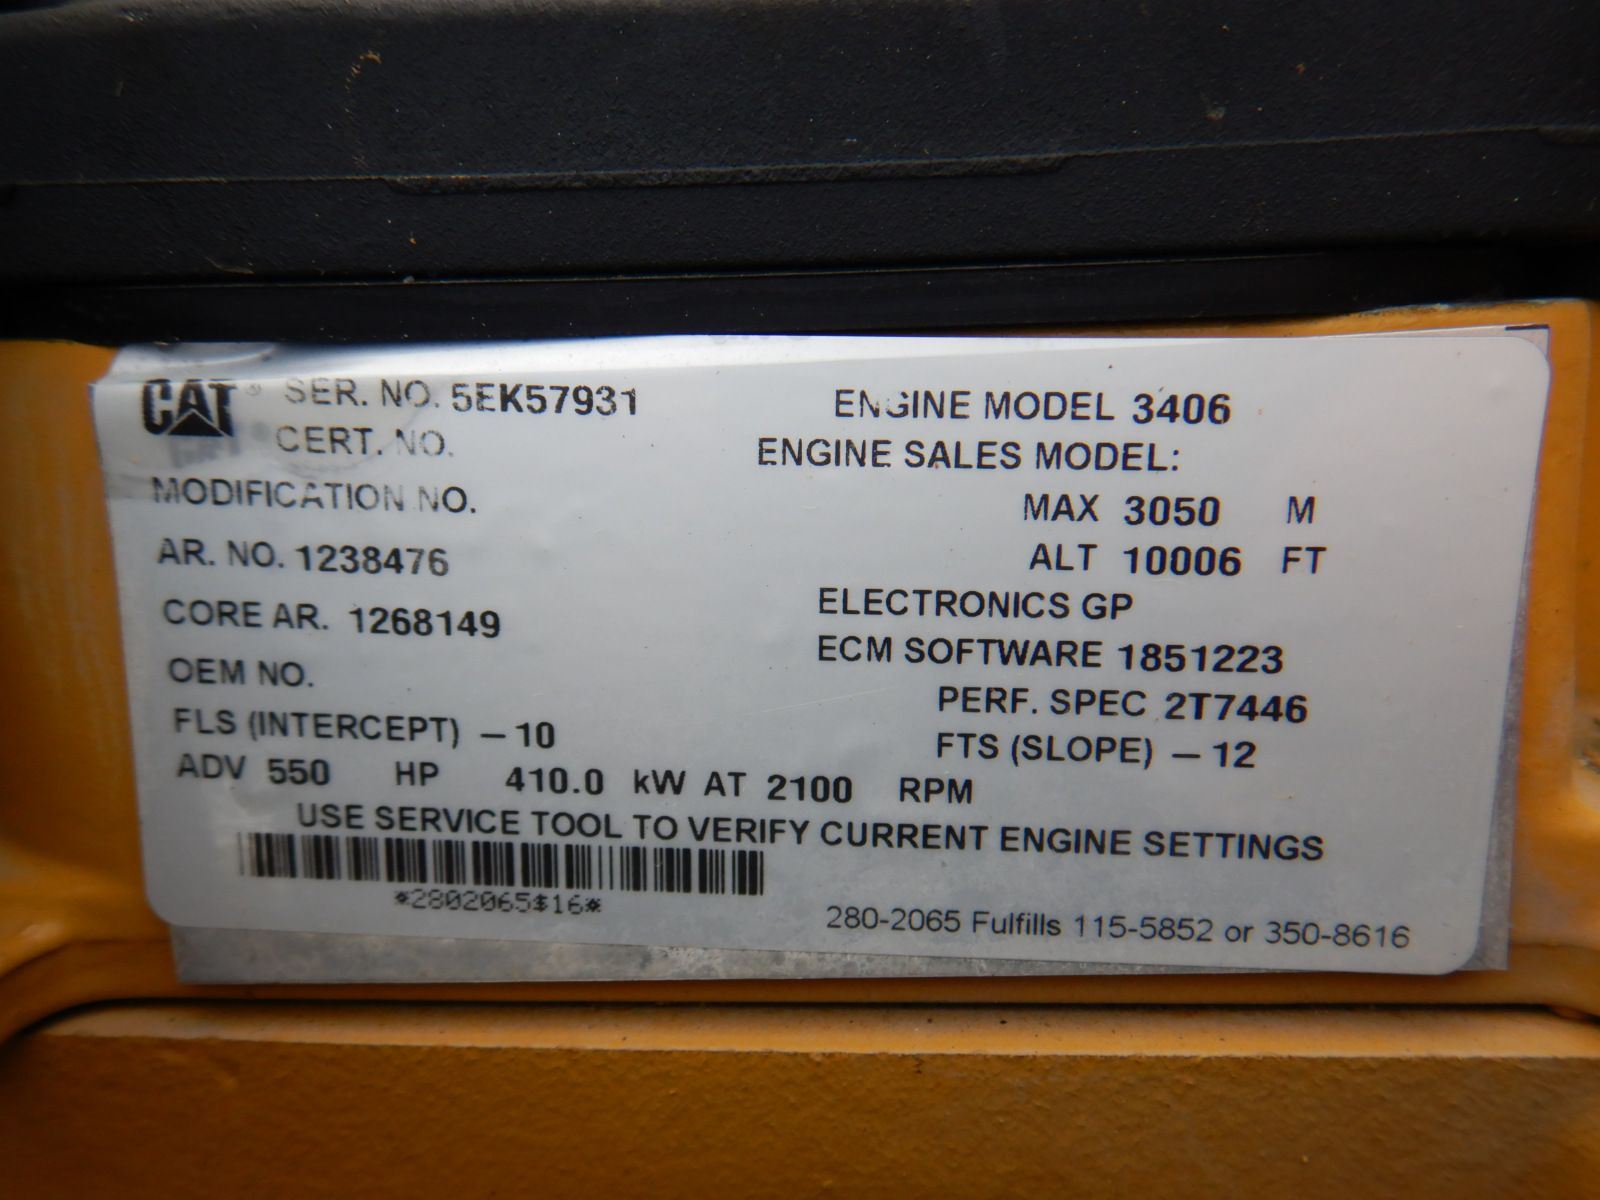 CAT® SER. NO. 5EK57931 ENGINE MODEL 3406
CERT. NO. ENGINE SALES MODEL:
MODIFICATION NO. MAX 3050 M
AR. NO. 1238476 ALT 10006 FT
CORE AR. 1268149 ELECTRONICS GP
ECM SOFTWARE 1851223
OEM NO. PERF. SPEC 2T7446
FLS (INTERCEPT) -10 FTS (SLOPE) -12
ADV 550 HP 410.0 kW AT 2100 RPM
USE SERVICE TOOL TO VERIFY CURRENT ENGINE SETTINGS
*2802065$16*
280-2065 Fulfills 115-5852 or 350-8616